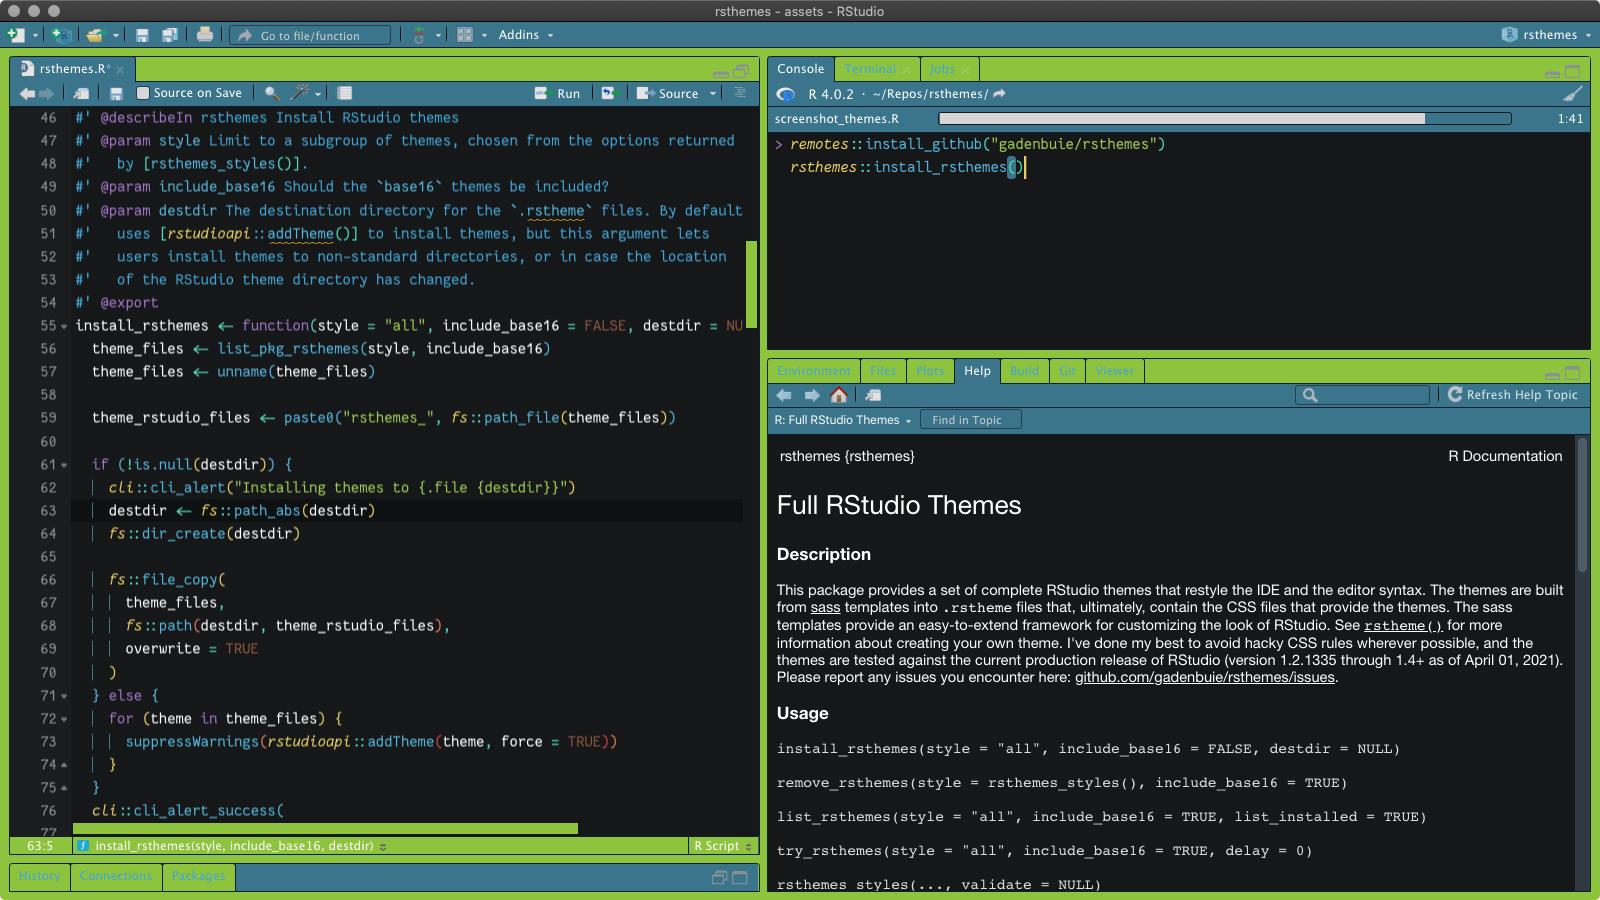 rsthemes - assets - RStudio
Go to file/function
Addins
rsthemes
rsthemes.R*
Source on Save
Run
Source
46 #' @describeIn rsthemes Install RStudio themes
47 #' @param style Limit to a subgroup of themes, chosen from the options returned
48 #'   by [rsthemes_styles()].
49 #' @param include_base16 Should the `base16` themes be included?
50 #' @param destdir The destination directory for the `.rstheme` files. By default
51 #'   uses [rstudioapi::addTheme()] to install themes, but this argument lets
52 #'   users install themes to non-standard directories, or in case the location
53 #'   of the RStudio theme directory has changed.
54 #' @export
55 install_rsthemes <- function(style = "all", include_base16 = FALSE, destdir = NU
56   theme_files <- list_pkg_rsthemes(style, include_base16)
57   theme_files <- unname(theme_files)
58
59   theme_rstudio_files <- paste0("rsthemes_", fs::path_file(theme_files))
60
61   if (!is.null(destdir)) {
62     cli::cli_alert("Installing themes to {.file {destdir}}")
63     destdir <- fs::path_abs(destdir)
64     fs::dir_create(destdir)
65
66     fs::file_copy(
67       theme_files,
68       fs::path(destdir, theme_rstudio_files),
69       overwrite = TRUE
70     )
71   } else {
72     for (theme in theme_files) {
73       suppressWarnings(rstudioapi::addTheme(theme, force = TRUE))
74     }
75   }
76   cli::cli_alert_success(
77
63:5 install_rsthemes(style, include_base16, destdir) R Script
History Connections Packages
Console Terminal Jobs
R 4.0.2 · ~/Repos/rsthemes/
screenshot_themes.R 1:41
> remotes::install_github("gadenbuie/rsthemes")
rsthemes::install_rsthemes()
Environment Files Plots Help Build Git Viewer
Refresh Help Topic
R: Full RStudio Themes Find in Topic
rsthemes {rsthemes} R Documentation
Full RStudio Themes
Description
This package provides a set of complete RStudio themes that restyle the IDE and the editor syntax. The themes are built
from sass templates into .rstheme files that, ultimately, contain the CSS files that provide the themes. The sass
templates provide an easy-to-extend framework for customizing the look of RStudio. See rstheme() for more
information about creating your own theme. I've done my best to avoid hacky CSS rules wherever possible, and the
themes are tested against the current production release of RStudio (version 1.2.1335 through 1.4+ as of April 01, 2021).
Please report any issues you encounter here: github.com/gadenbuie/rsthemes/issues.
Usage
install_rsthemes(style = "all", include_base16 = FALSE, destdir = NULL)
remove_rsthemes(style = rsthemes_styles(), include_base16 = TRUE)
list_rsthemes(style = "all", include_base16 = TRUE, list_installed = TRUE)
try_rsthemes(style = "all", include_base16 = TRUE, delay = 0)
rsthemes_styles(..., validate = NULL)